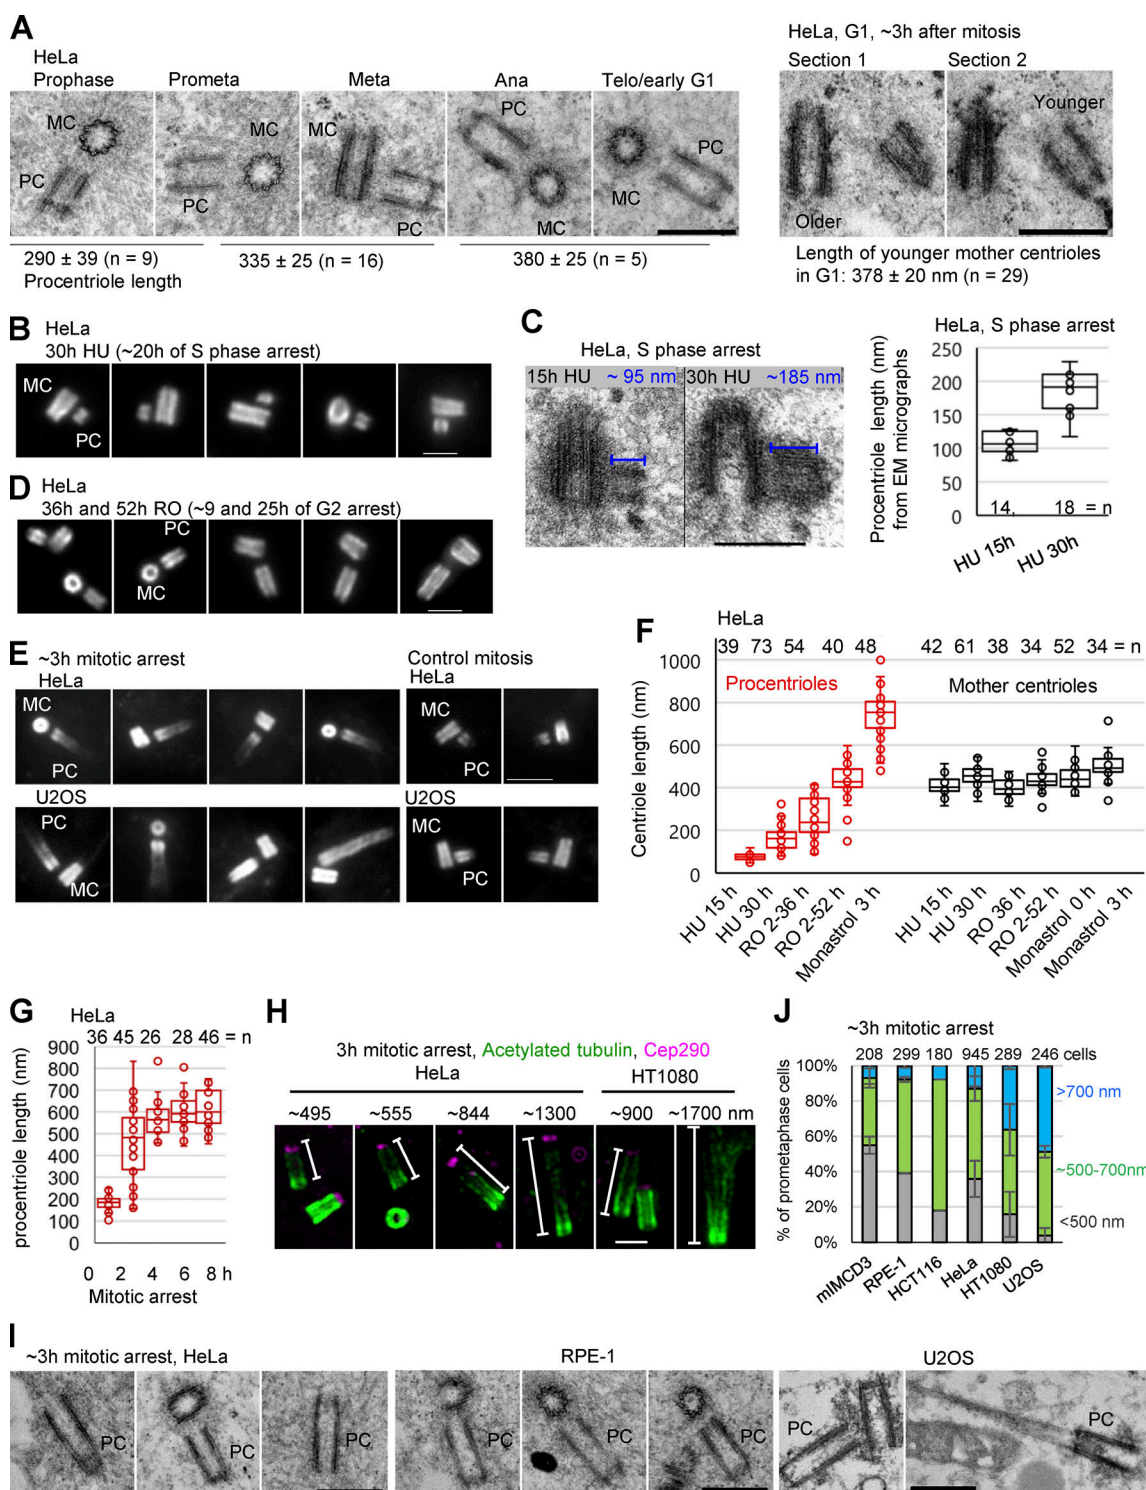 A
HeLa
Prophase
Prometa
Meta
Ana
Telo/early G1
MC
PC
MC
PC
MC
PC
PC
MC
PC
MC
290 ± 39 (n = 9)
335 ± 25 (n = 16)
380 ± 25 (n = 5)
Procentriole length
HeLa, G1, ~3h after mitosis
Section 1
Section 2
Younger
Older
Length of younger mother centrioles
in G1: 378 ± 20 nm (n = 29)
B
HeLa
30h HU (~20h of S phase arrest)
MC
PC
C
HeLa, S phase arrest
15h HU ~ 95 nm
30h HU ~185 nm
HeLa, S phase arrest
Procentriole length (nm)
from EM micrographs
250
200
150
100
50
0
14,
18 = n
HU 15h
HU 30h
D
HeLa
36h and 52h RO (~9 and 25h of G2 arrest)
PC
MC
E
~3h mitotic arrest
HeLa
Control mitosis
HeLa
MC
PC
MC
PC
U2OS
U2OS
PC
MC
MC
PC
F
HeLa
39 73 54 40 48
42 61 38 34 52 34 = n
Procentrioles
Mother centrioles
Centriole length (nm)
1000
800
600
400
200
0
HU 15 h
HU 30 h
RO 2-36 h
RO 2-52 h
Monastrol 3 h
HU 15 h
HU 30 h
RO 36 h
RO 2-52 h
Monastrol 0 h
Monastrol 3 h
G
HeLa
36 45 26 28 46 = n
procentriole length (nm)
900
800
700
600
500
400
300
200
100
0
0 2 4 6 8 h
Mitotic arrest
H
3h mitotic arrest, Acetylated tubulin, Cep290
HeLa
HT1080
~495
~555
~844
~1300
~900
~1700 nm
J
~3h mitotic arrest
208 299 180 945 289 246 cells
% of prometaphase cells
100%
80%
60%
40%
20%
0%
>700 nm
~500-700nm
<500 nm
mIMCD3
RPE-1
HCT116
HeLa
HT1080
U2OS
I
~3h mitotic arrest, HeLa
RPE-1
U2OS
PC
PC
PC
PC
PC
PC
PC
PC